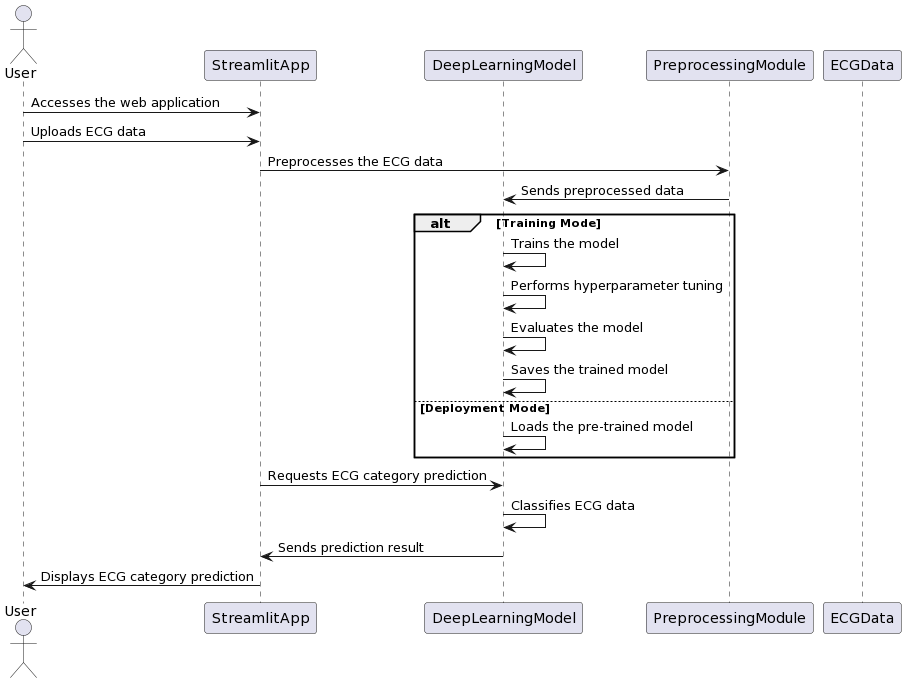 User
StreamlitApp
DeepLearningModel
PreprocessingModule
ECGData
Accesses the web application
Uploads ECG data
Preprocesses the ECG data
Sends preprocessed data
alt [Training Mode]
Trains the model
Performs hyperparameter tuning
Evaluates the model
Saves the trained model
[Deployment Mode]
Loads the pre-trained model
Requests ECG category prediction
Classifies ECG data
Sends prediction result
Displays ECG category prediction
User
StreamlitApp
DeepLearningModel
PreprocessingModule
ECGData